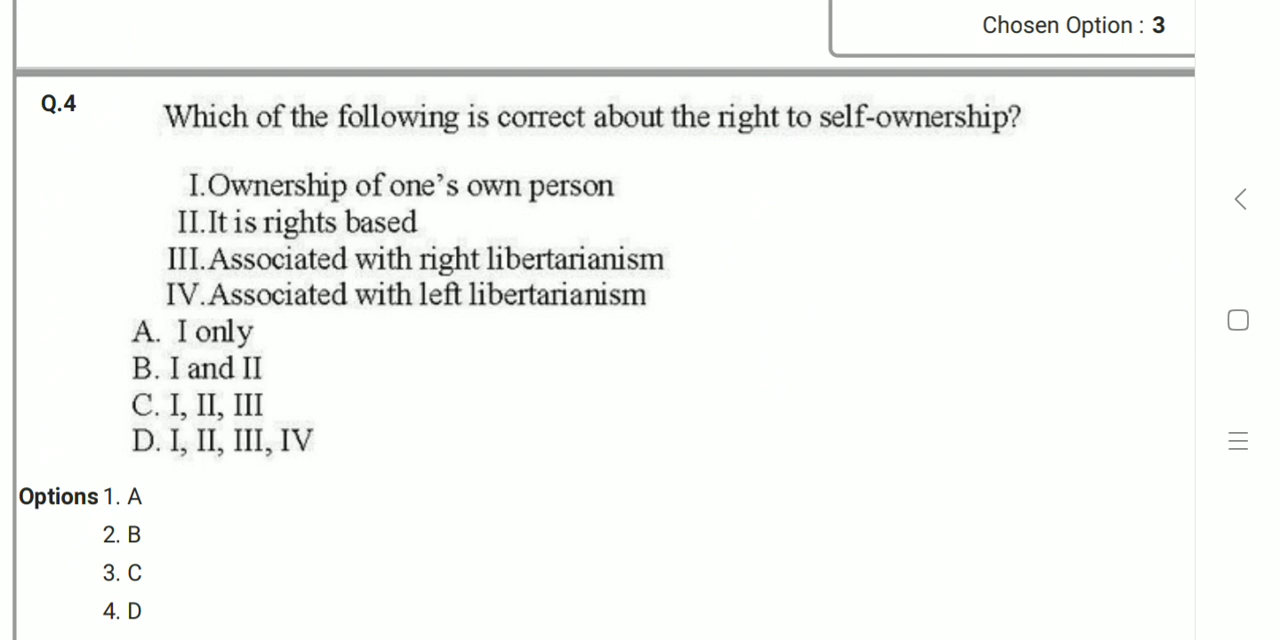 Chosen Option : 3
Q.4
Which of the following is correct about the right to self-ownership?
I.Ownership of one's own person
II.It is rights based
III.Associated with right libertarianism
IV.Associated with left libertarianism
A. I only
B. I and II
C. I, II, III
D. I, II, III, IV
Options 1. A
2. B
3. C
4. D